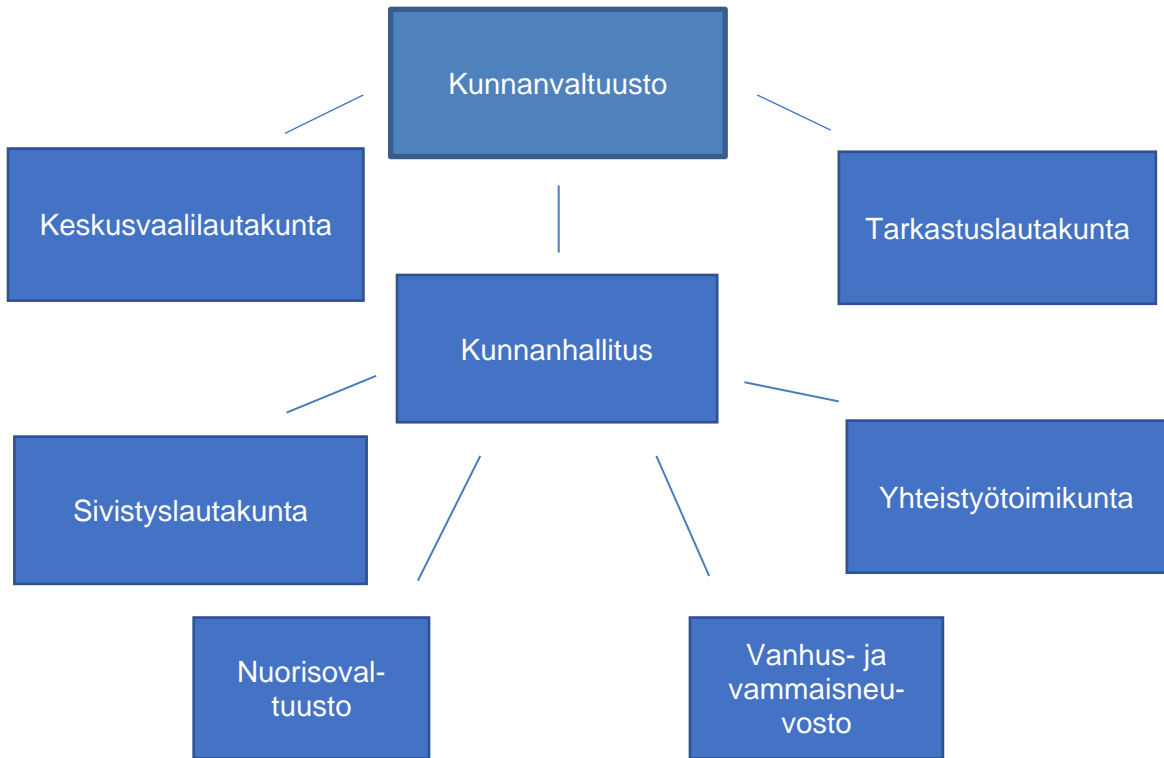 Kunnanvaltuusto
Keskusvaalilautakunta
Tarkastuslautakunta
Kunnanhallitus
Sivistyslautakunta
Yhteistyötoimikunta
Nuorisoval-
tuusto
Vanhus- ja
vammaisneu-
vosto